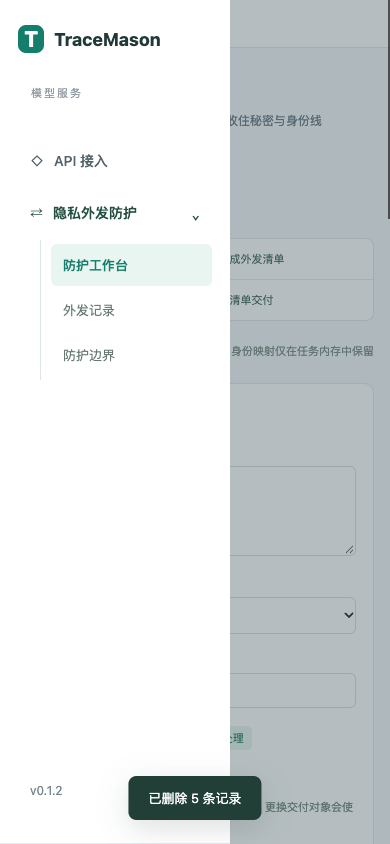 TraceMason
模型服务
收住秘密与身份线
API 接入
隐私外发防护
成外发清单
防护工作台
清单交付
外发记录
身份映射仅在任务内存中保留
防护边界
处理
v0.1.2
已删除 5 条记录
更换交付对象会使